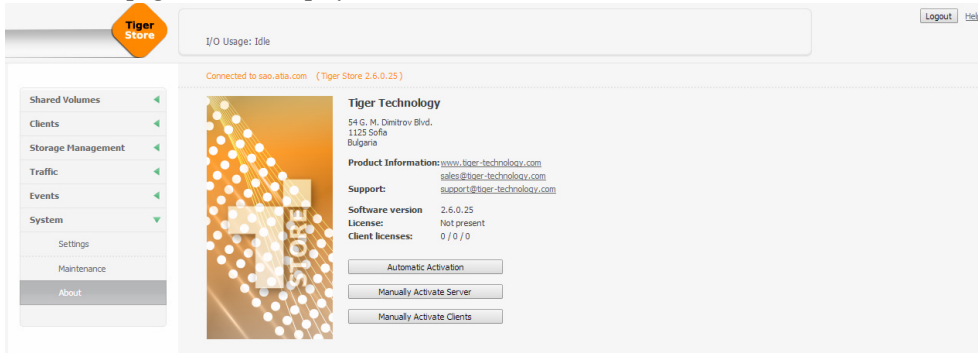 Tiger
Store
I/O Usage: Idle
Logout
Connected to sao.atia.com (Tiger Store 2.6.0.25)
Shared Volumes
Clients
Storage Management
Traffic
Events
System
Settings
Maintenance
About
STORE
Tiger Technology
54 G. M. Dimitrov Blvd.
1125 Sofia
Bulgaria
Product Information: www.tiger-technology.com
sales@tiger-technology.com
Support: support@tiger-technology.com
Software version 2.6.0.25
License: Not present
Client licenses: 0 / 0 / 0
Automatic Activation
Manually Activate Server
Manually Activate Clients